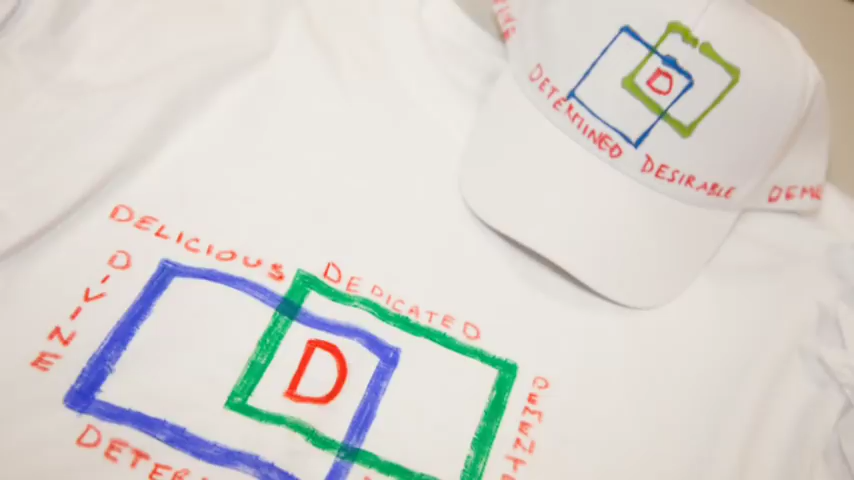 D
DETERMINED DESIRABLE
DELICIOUS DEDICATED
DIVINE
D